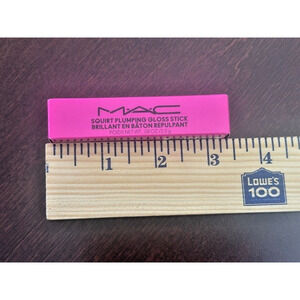 MAC
SQUIRT PLUMPING GLOSS STICK
BRILLANT EN BÂTON REPULPANT
1 2 3 4
LOWE'S
100